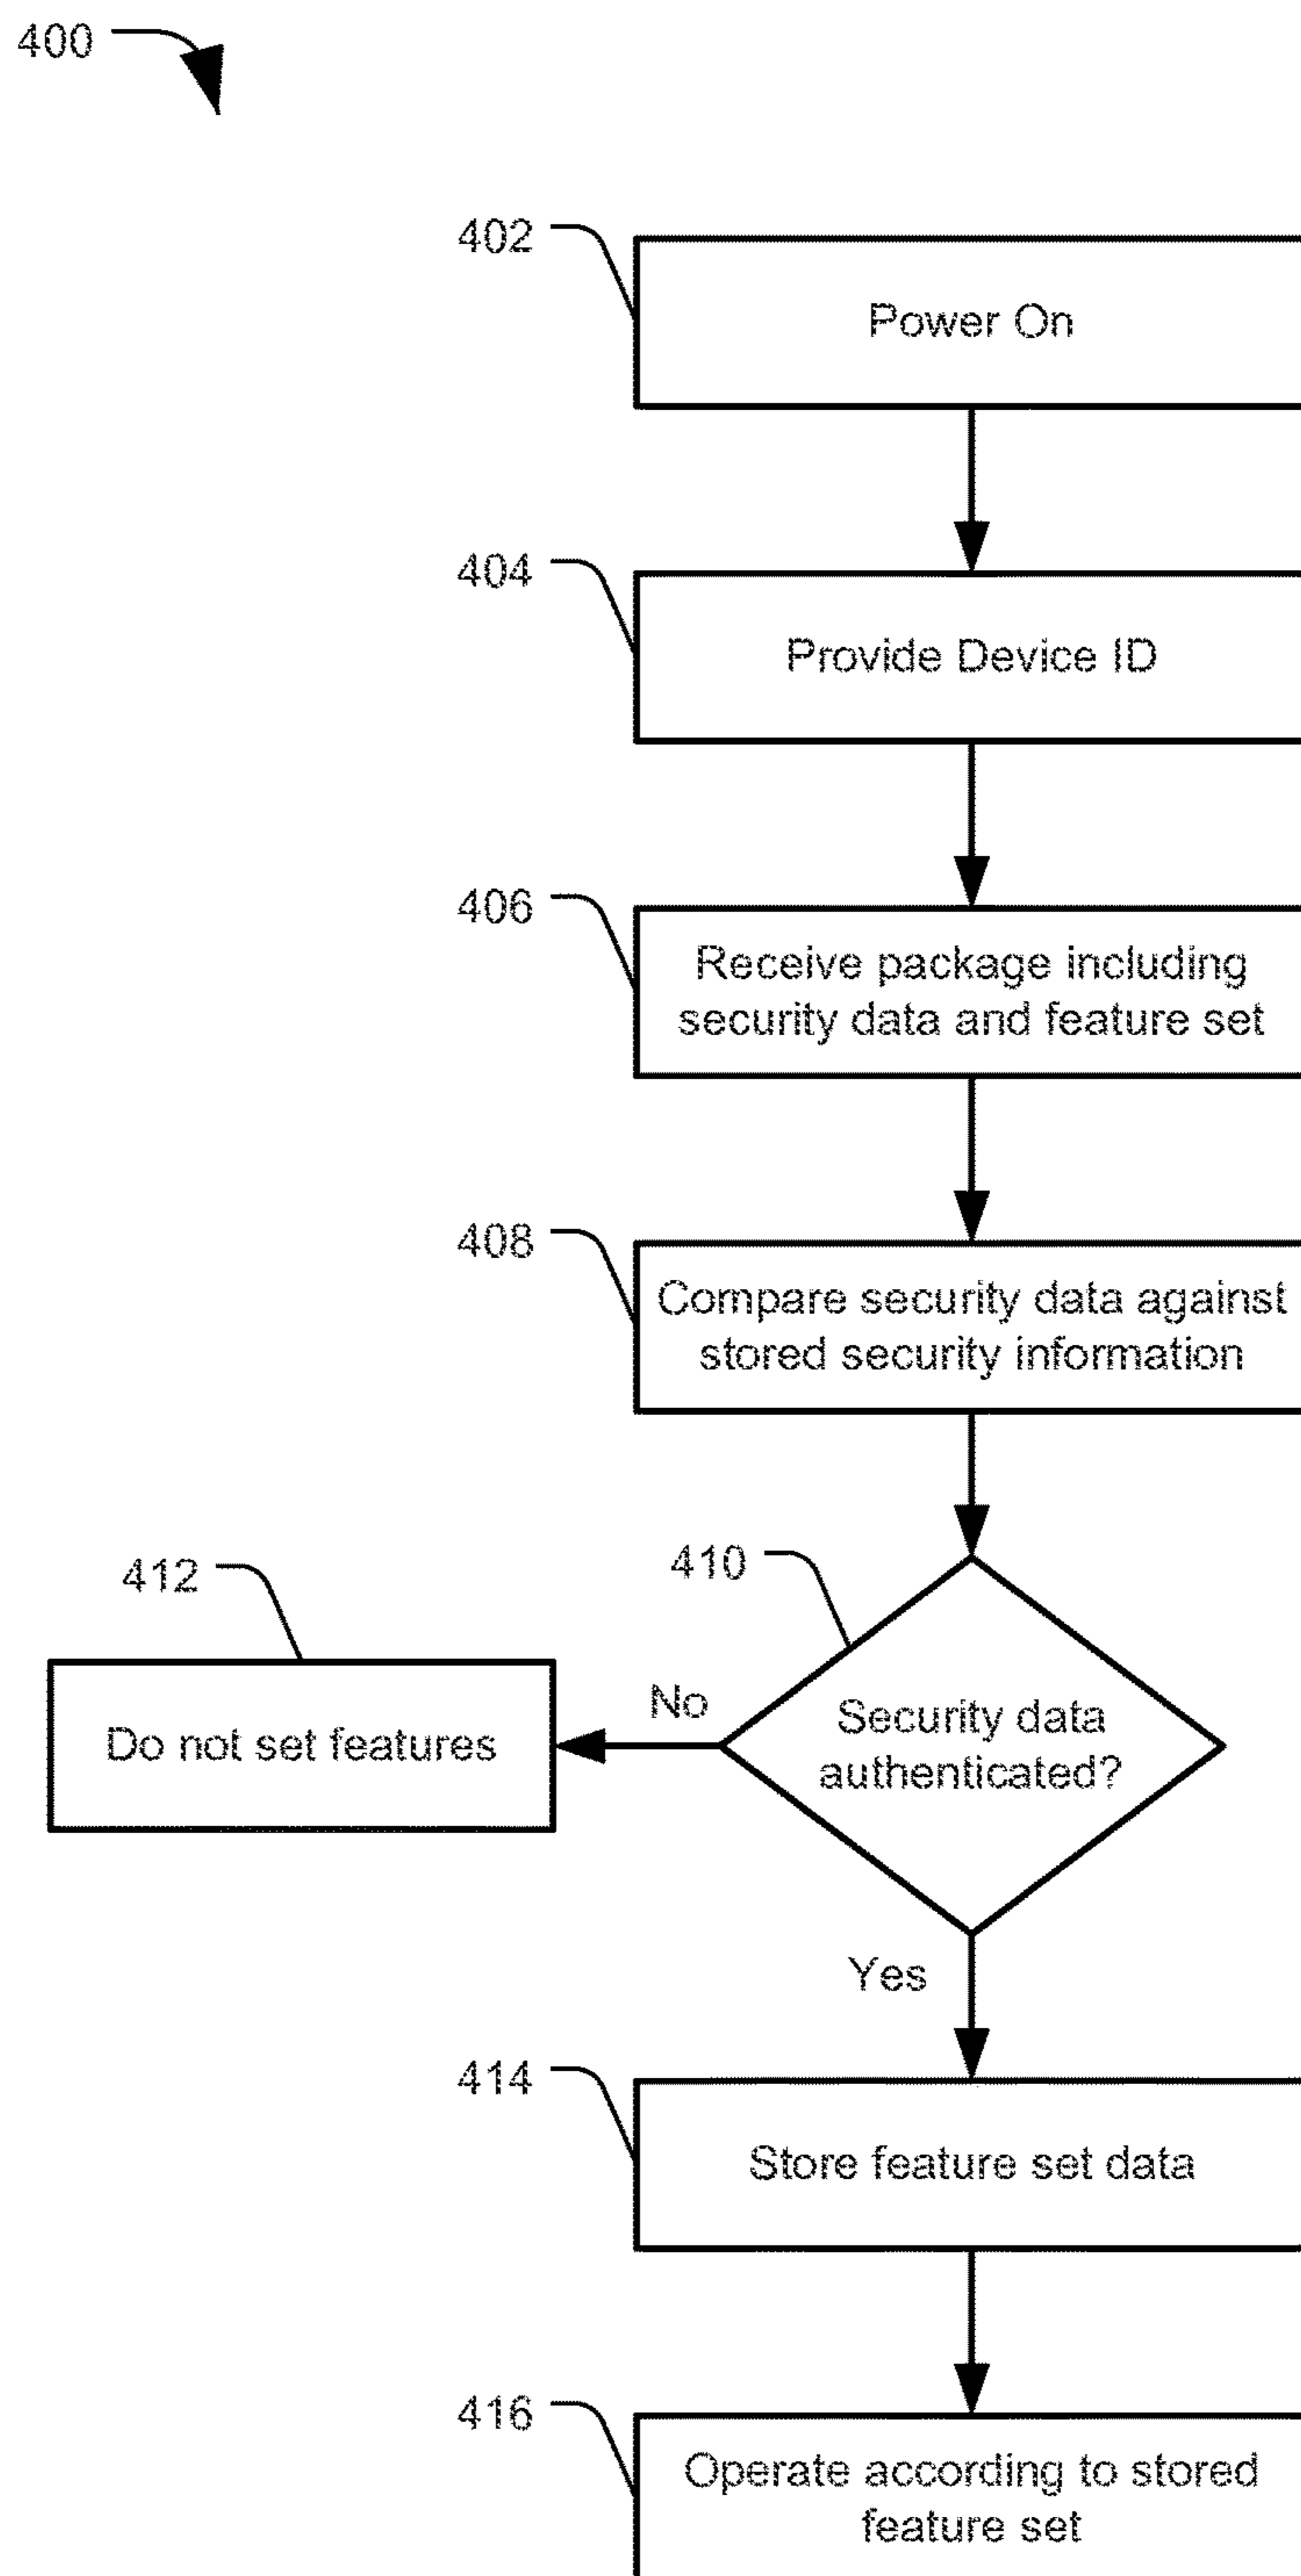 400
402
Power On
404
Provide Device ID
406
Receive package including
security data and feature set
408
Compare security data against
stored security information
410
Security data
authenticated?
412
No
Do not set features
Yes
414
Store feature set data
416
Operate according to stored
feature set